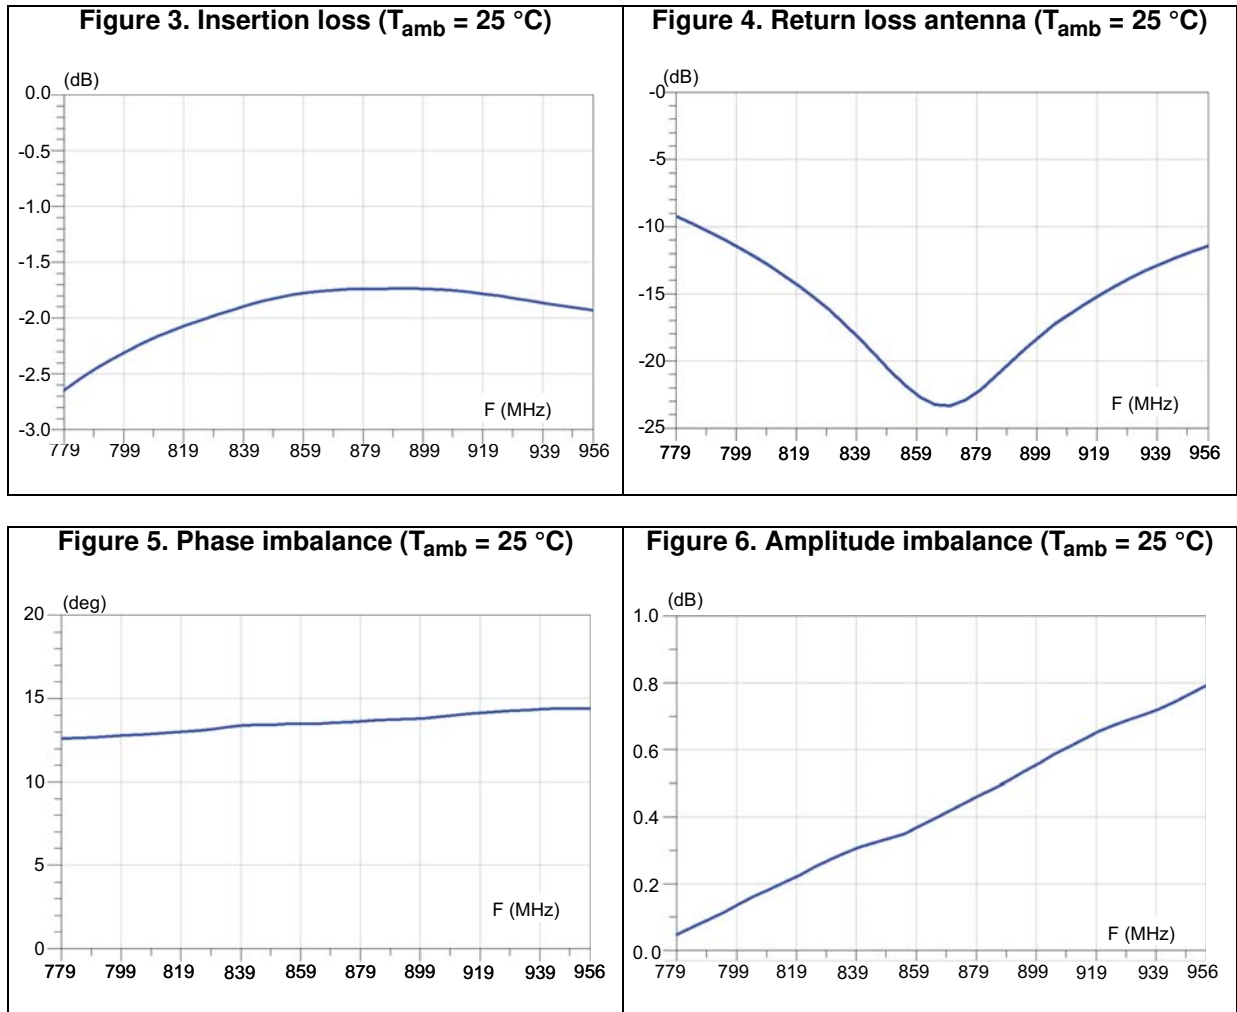 Figure 3. Insertion loss (Tamb = 25 °C)
(dB)
0.0
-0.5
-1.0
-1.5
-2.0
-2.5
-3.0
F (MHz)
779 799 819 839 859 879 899 919 939 956
Figure 4. Return loss antenna (Tamb = 25 °C)
(dB)
-0
-5
-10
-15
-20
-25
F (MHz)
779 799 819 839 859 879 899 919 939 956
Figure 5. Phase imbalance (Tamb = 25 °C)
(deg)
20
15
10
5
0
F (MHz)
779 799 819 839 859 879 899 919 939 956
Figure 6. Amplitude imbalance (Tamb = 25 °C)
(dB)
1.0
0.8
0.6
0.4
0.2
0.0
F (MHz)
779 799 819 839 859 879 899 919 939 956